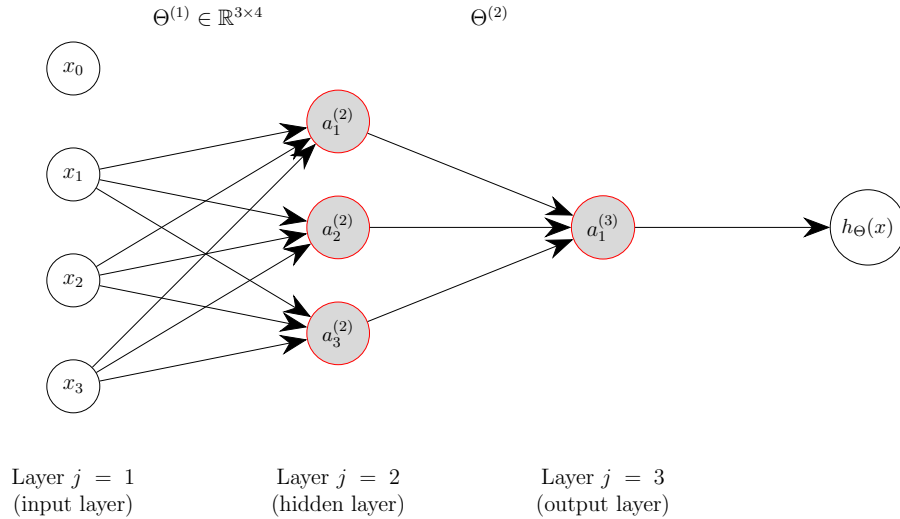 Θ^{(1)} ∈ ℝ^{3×4}
Θ^{(2)}
x_0
x_1
x_2
x_3
a_1^{(2)}
a_2^{(2)}
a_3^{(2)}
a_1^{(3)}
h_Θ(x)
Layer j = 1
(input layer)
Layer j = 2
(hidden layer)
Layer j = 3
(output layer)